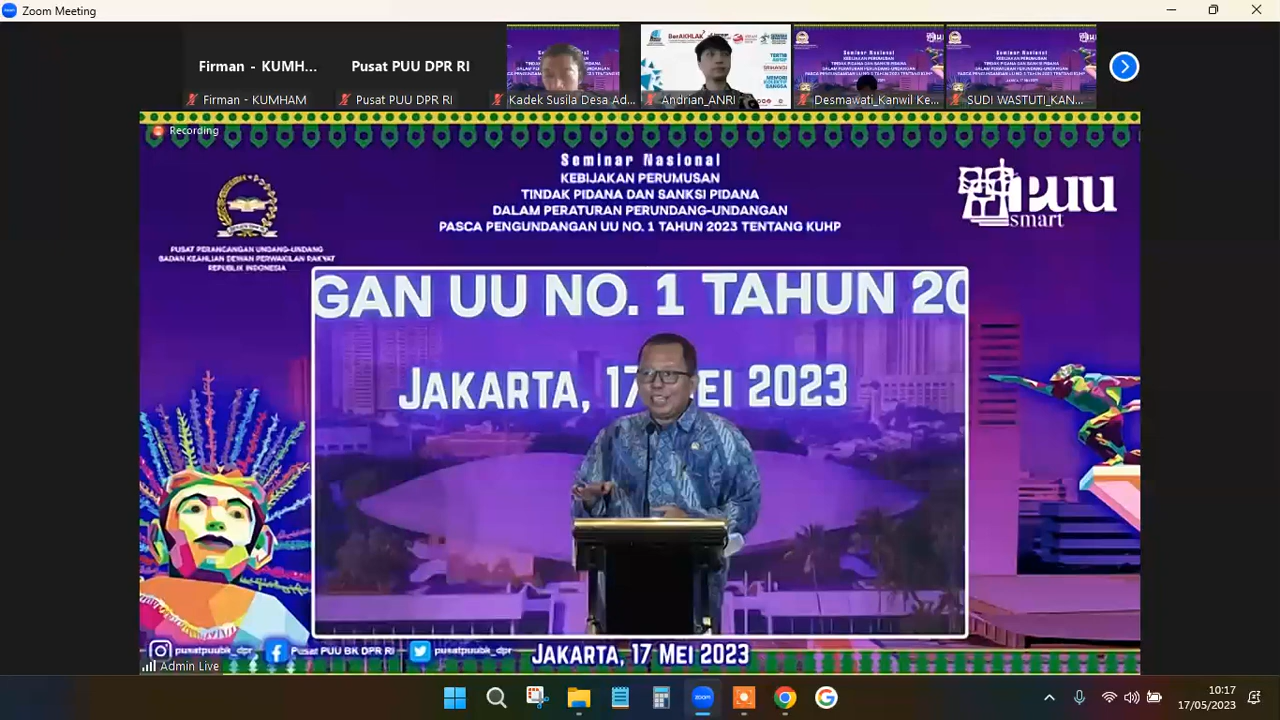 Zoom Meeting
Firman - KUMH...
Pusat PUU DPR RI
Firman - KUMHAM
Pusat PUU DPR RI
Kadek Susila Desa Ad...
Andrian_ANRI
Desmawati_Kanwil Ke...
SUDI WASTUTI_KAN...
BerAKHLAK
Recording
Seminar Nasional
KEBIJAKAN PERUMUSAN
TINDAK PIDANA DAN SANKSI PIDANA
DALAM PERATURAN PERUNDANG-UNDANGAN
PASCA PENGUNDANGAN UU NO. 1 TAHUN 2023 TENTANG KUHP
PUSAT PERANCANGAN UNDANG-UNDANG
BADAN KEAHLIAN DEWAN PERWAKILAN RAKYAT
REPUBLIK INDONESIA
PUU
smart
GAN UU NO. 1 TAHUN 20
JAKARTA, 17 MEI 2023
pusatpuubk_dpr
Pusat PUU BK DPR RI
pusatpuubk_dpr
JAKARTA, 17 MEI 2023
Admin Live
zoom
10:17
17/05/2023